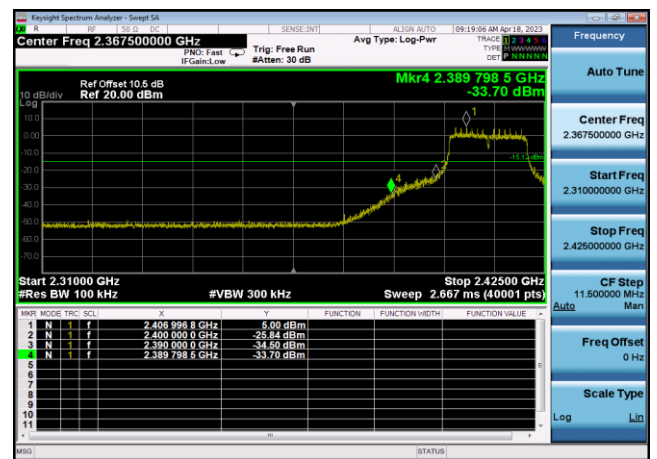 Keysight Spectrum Analyzer - Swept SA
R RF 50 Ω DC SENSE:INT ALIGN AUTO 09:19:06 AM Apr 18, 2023
Center Freq 2.367500000 GHz
PNO: Fast
IFGain:Low
Trig: Free Run
#Atten: 30 dB
Avg Type: Log-Pwr
TRACE 1 2 3 4 5 6
TYPE M WWWWW
DET P N N N N N
Ref Offset 10.5 dB
10 dB/div Ref 20.00 dBm
Log
Mkr4 2.389 798 5 GHz
-33.70 dBm
10.0
0.00
-10.0
-20.0
-30.0
-40.0
-50.0
-60.0
-70.0
1
2
4
-15.12 dBm
Start 2.31000 GHz Stop 2.42500 GHz
#Res BW 100 kHz #VBW 300 kHz Sweep 2.667 ms (40001 pts)
MKR MODE TRC SCL X Y FUNCTION FUNCTION WIDTH FUNCTION VALUE
1 N 1 f 2.406 996 8 GHz 5.00 dBm
2 N 1 f 2.400 000 0 GHz -25.84 dBm
3 N 1 f 2.390 000 0 GHz -34.50 dBm
4 N 1 f 2.389 798 5 GHz -33.70 dBm
5
6
7
8
9
10
11
MSG STATUS
Frequency
Auto Tune
Center Freq
2.367500000 GHz
Start Freq
2.310000000 GHz
Stop Freq
2.425000000 GHz
CF Step
11.500000 MHz
Auto Man
Freq Offset
0 Hz
Scale Type
Log Lin